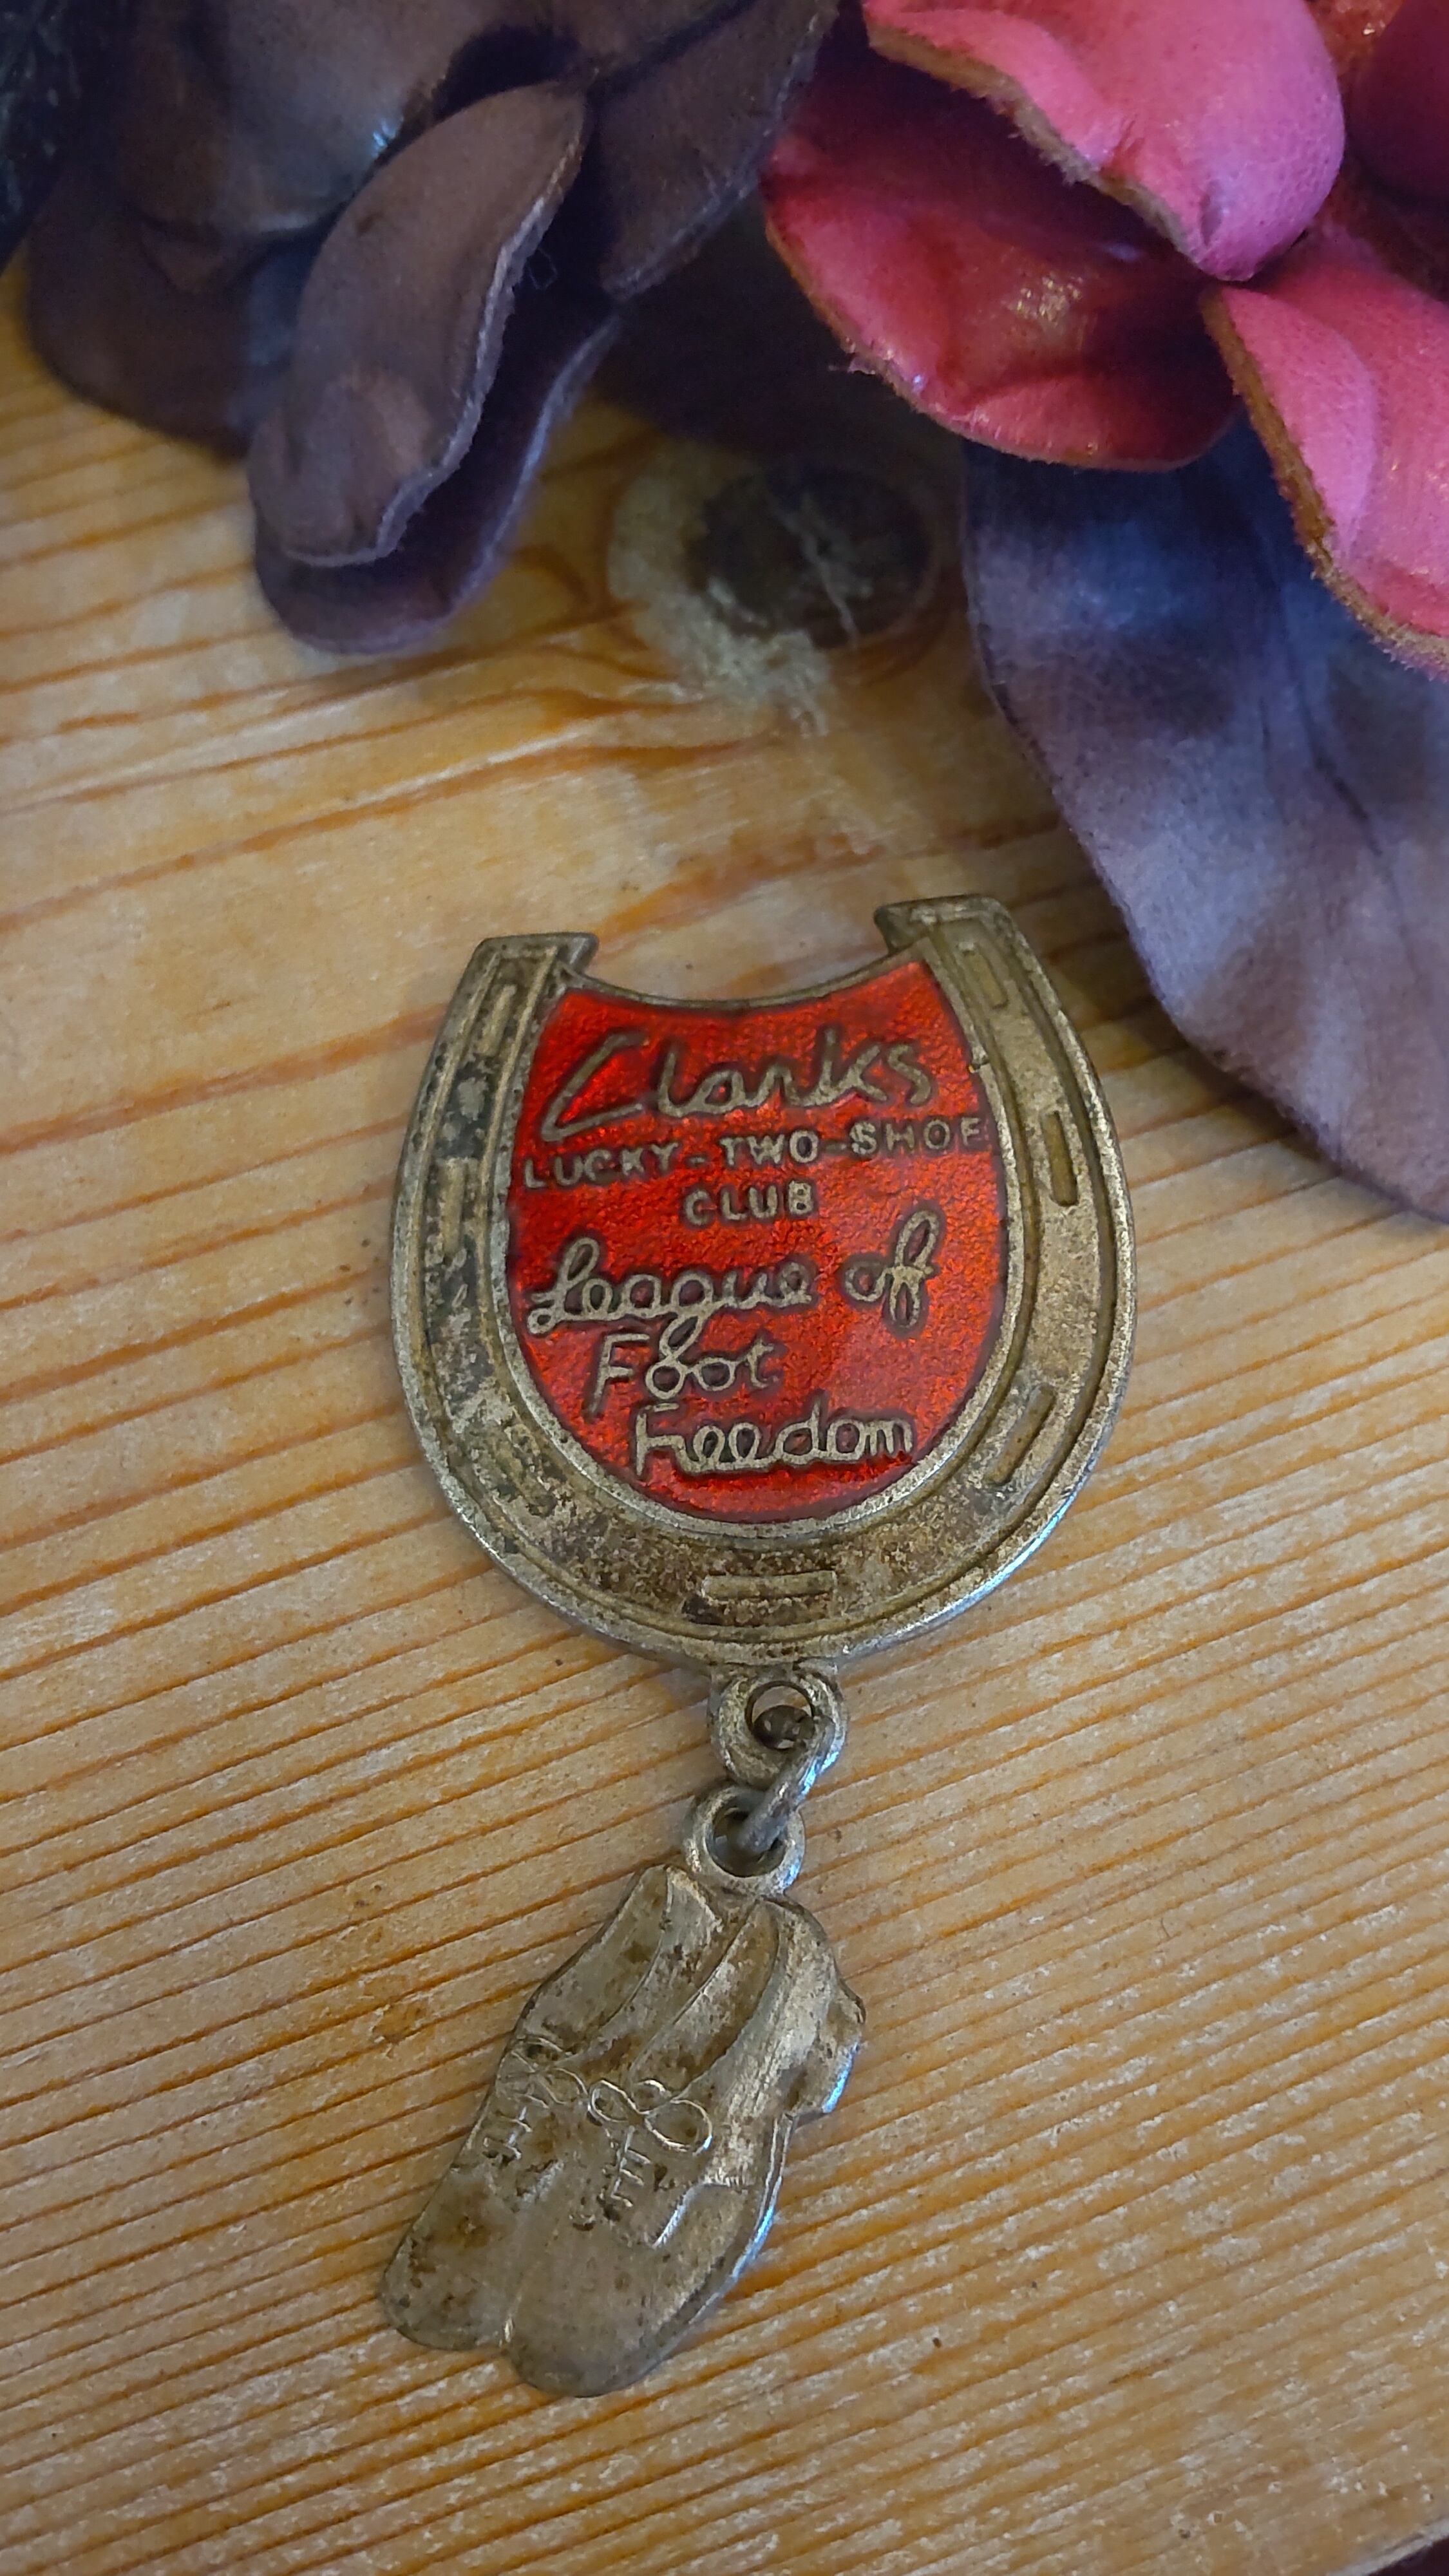 Clarks
LUCKY-TWO-SHOE
CLUB
League of
Foot
Freedom